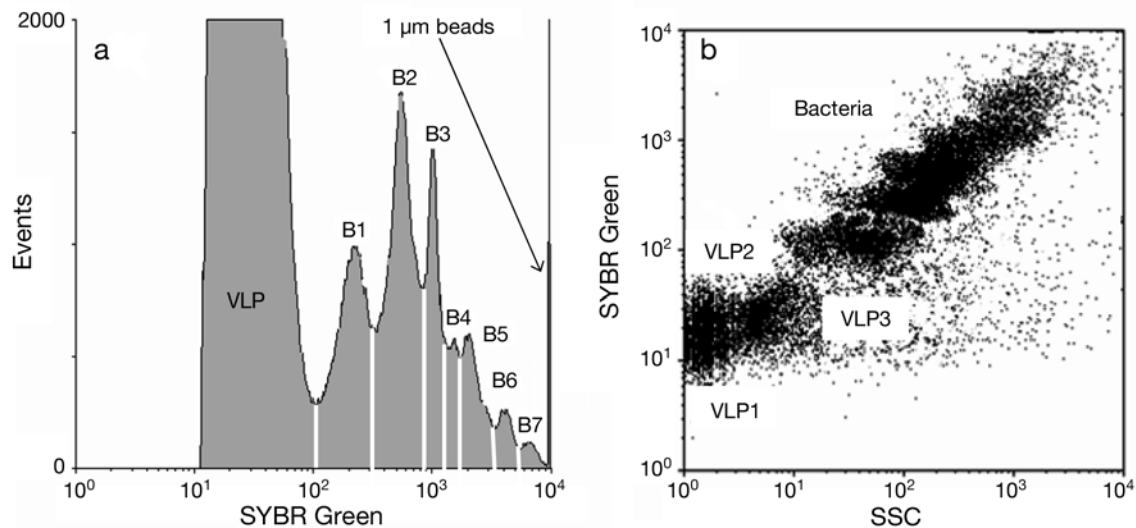 a
2000
Events
0
VLP
B1
B2
B3
B4
B5
B6
B7
1 µm beads
10⁰
10¹
10²
10³
10⁴
SYBR Green
b
10⁴
10³
10²
10¹
10⁰
SYBR Green
Bacteria
VLP2
VLP3
VLP1
10⁰
10¹
10²
10³
10⁴
SSC